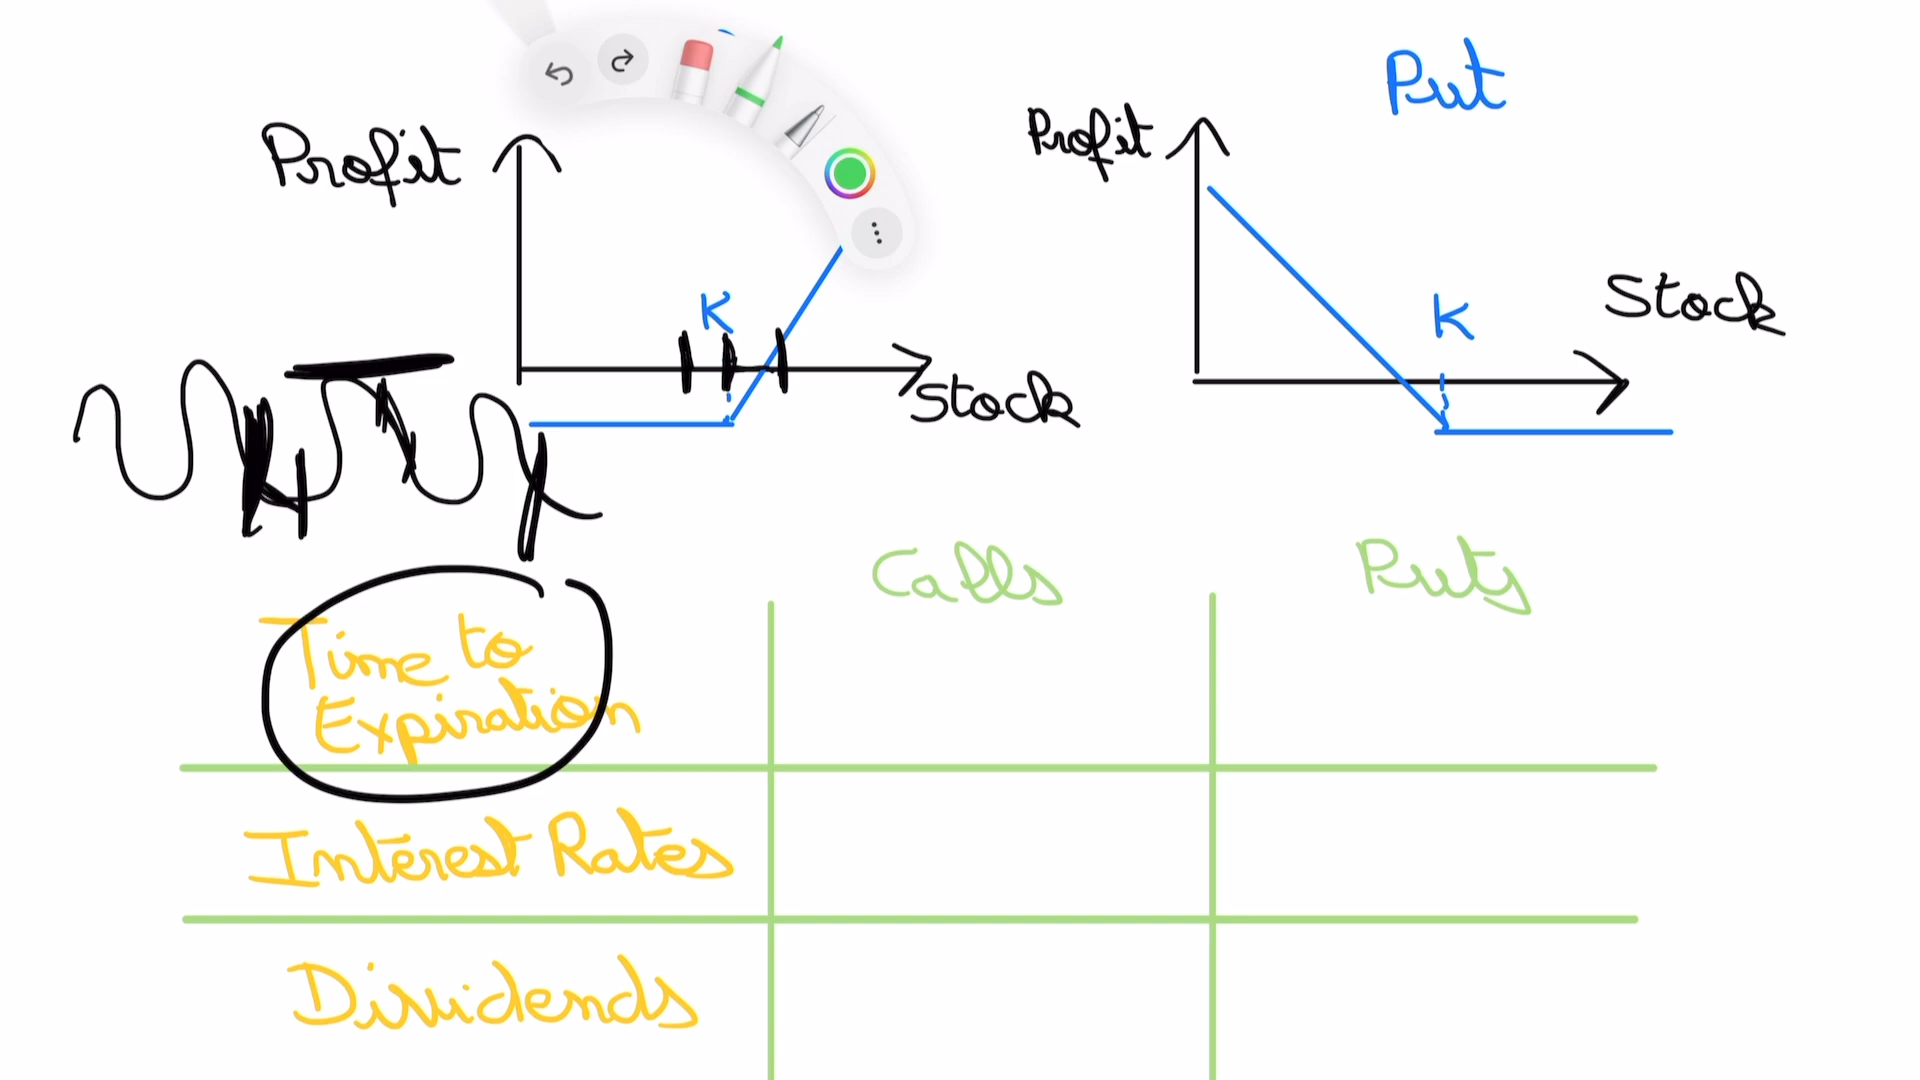 Put
Profit
Profit
K
K
Stock
Stock
Calls
Puts
Time to
Expiration
Interest Rates
Dividends